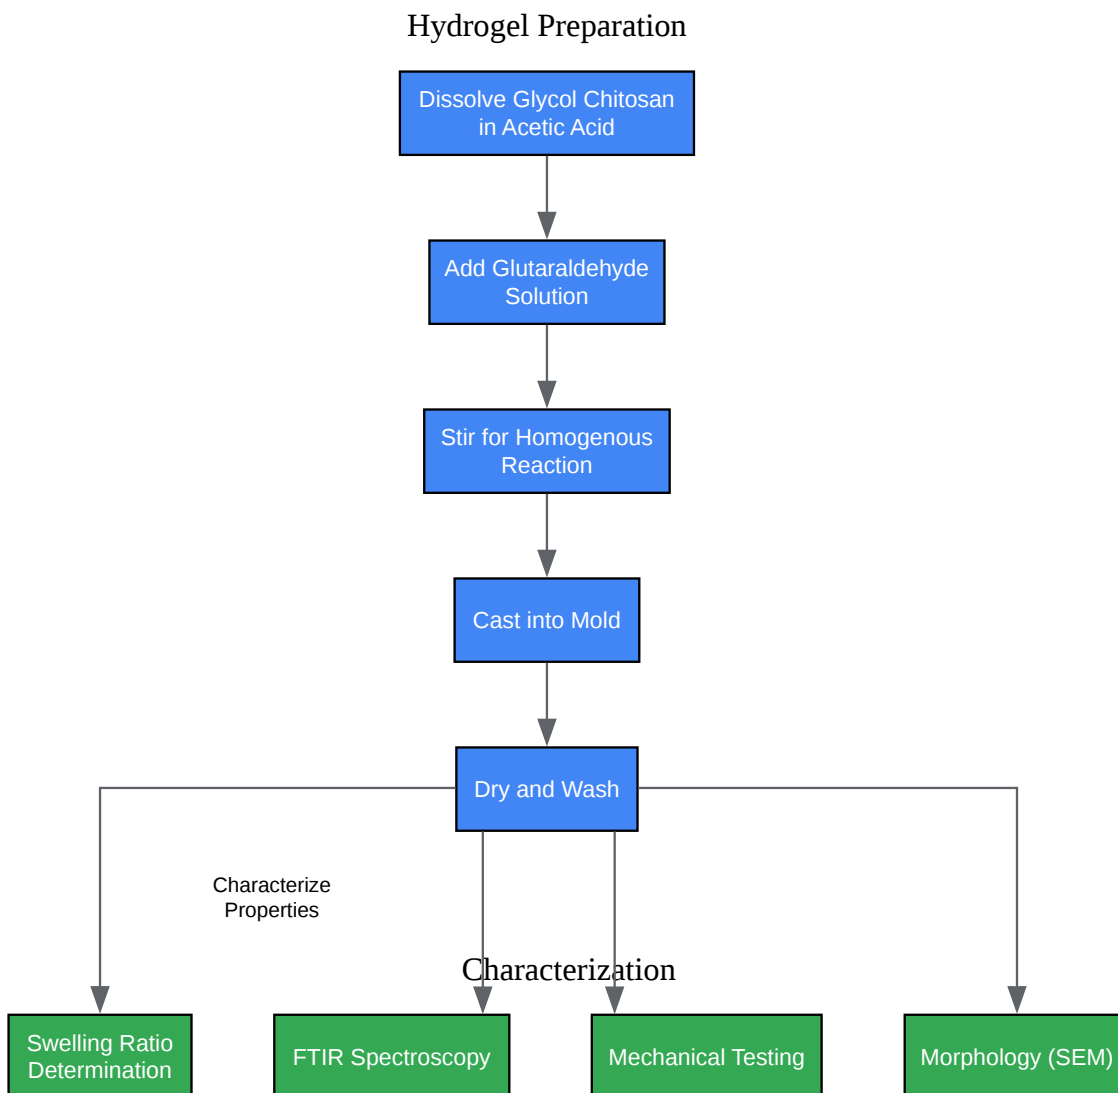 Hydrogel Preparation
Dissolve Glycol Chitosan
in Acetic Acid
Add Glutaraldehyde
Solution
Stir for Homogenous
Reaction
Cast into Mold
Dry and Wash
Characterize
Properties
Characterization
Swelling Ratio
Determination
FTIR Spectroscopy
Mechanical Testing
Morphology (SEM)